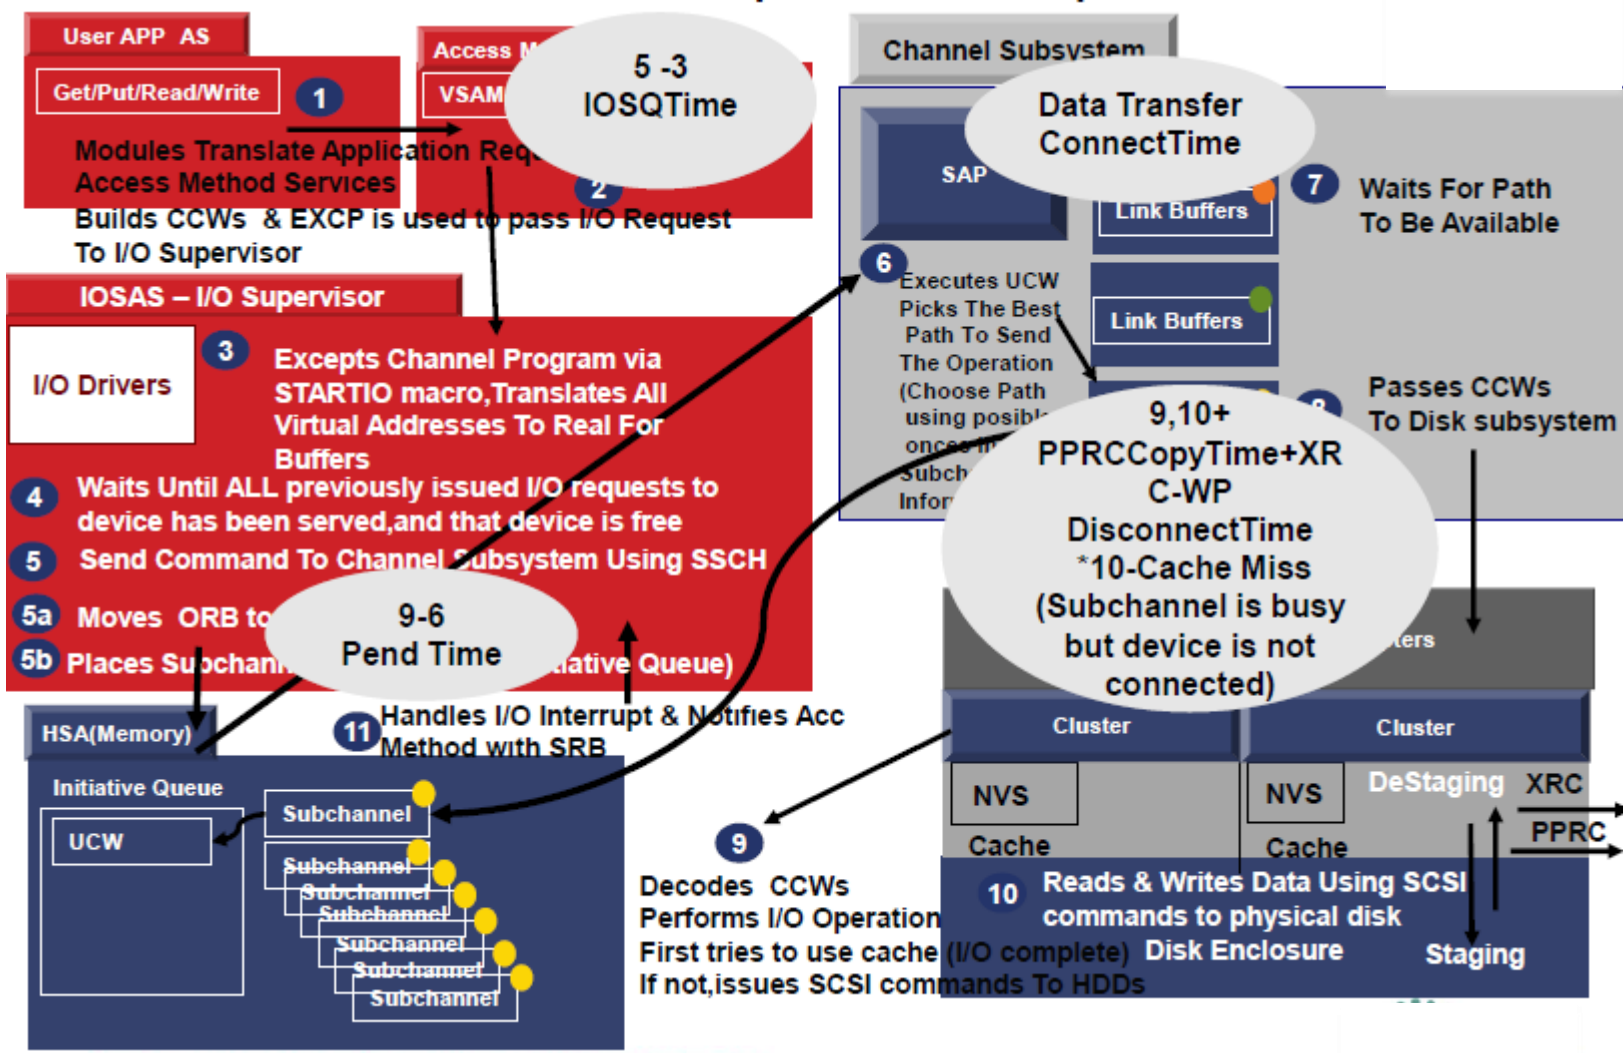 User APP AS
Get/Put/Read/Write
1
Access M
VSAM
5 -3
IOSQTime
Modules Translate Application Requ
Access Method Services
2
Builds CCWs & EXCP is used to pass I/O Request
To I/O Supervisor
IOSAS – I/O Supervisor
I/O Drivers
3
Excepts Channel Program via
STARTIO macro,Translates All
Virtual Addresses To Real For
Buffers
4
Waits Until ALL previously issued I/O requests to
device has been served,and that device is free
5
Send Command To Channel Subsystem Using SSCH
5a
Moves ORB to
5b
Places Subchann
iative Queue)
9-6
Pend Time
11
Handles I/O Interrupt & Notifies Acc
Method with SRB
HSA(Memory)
Initiative Queue
UCW
Subchannel
Subchannel
Subchannel
Subchannel
Subchannel
Subchannel
Subchannel
Channel Subsystem
SAP
Data Transfer
ConnectTime
Link Buffers
7
Waits For Path
To Be Available
6
Executes UCW
Picks The Best
Path To Send
The Operation
(Choose Path
using posible
onces in
Subch
Infor
Link Buffers
8
Passes CCWs
To Disk subsystem
9,10+
PPRCCopyTime+XR
C-WP
DisconnectTime
*10-Cache Miss
(Subchannel is busy
but device is not
connected)
ters
Cluster
Cluster
NVS
Cache
NVS
Cache
DeStaging
XRC
PPRC
9
Decodes CCWs
Performs I/O Operation
First tries to use cache (I/O complete)
If not,issues SCSI commands To HDDs
10
Reads & Writes Data Using SCSI
commands to physical disk
Disk Enclosure
Staging